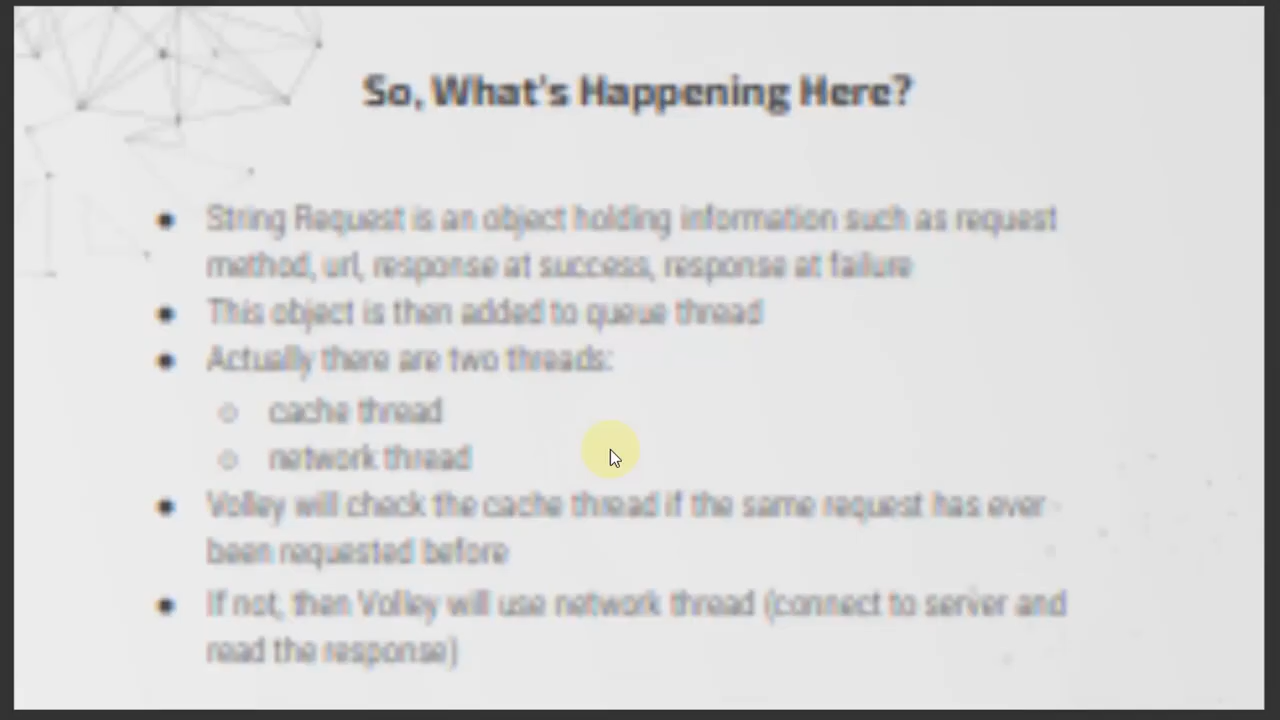 So, What's Happening Here?
● String Request is an object holding information such as request
method, url, response at success, response at failure
● This object is then added to queue thread
● Actually there are two threads:
○ cache thread
○ network thread
● Volley will check the cache thread if the same request has ever
been requested before
● If not, then Volley will use network thread (connect to server and
read the response)